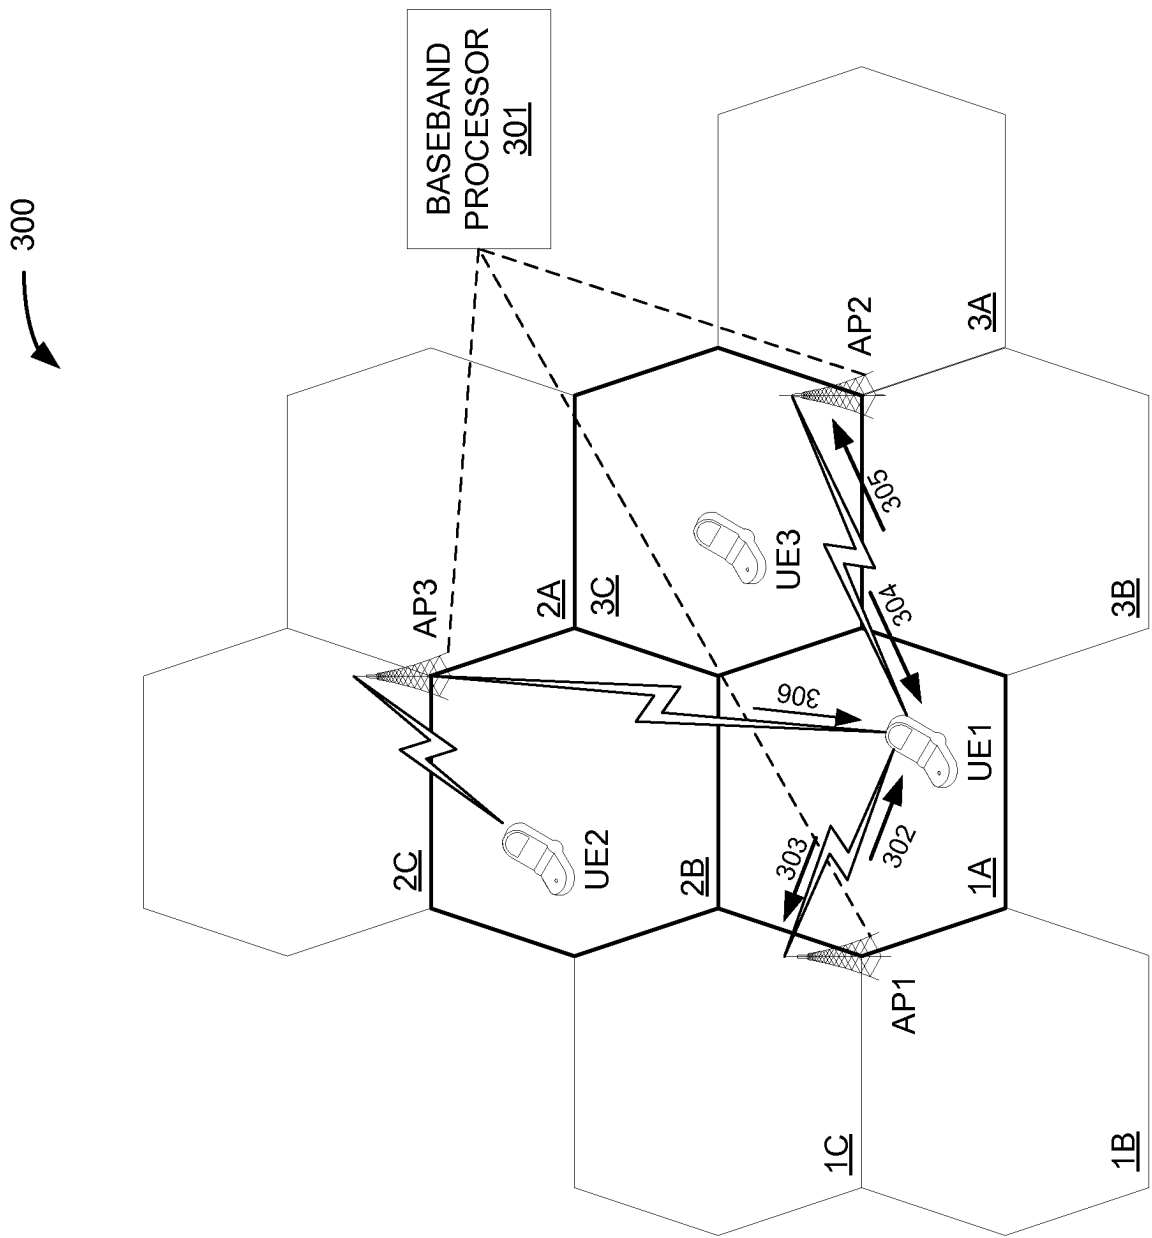 300
BASEBAND
PROCESSOR
301
3A
AP2
AP3
2A
3C
UE3
305
304
3B
306
UE1
2C
UE2
2B
303
302
1A
AP1
1C
1B